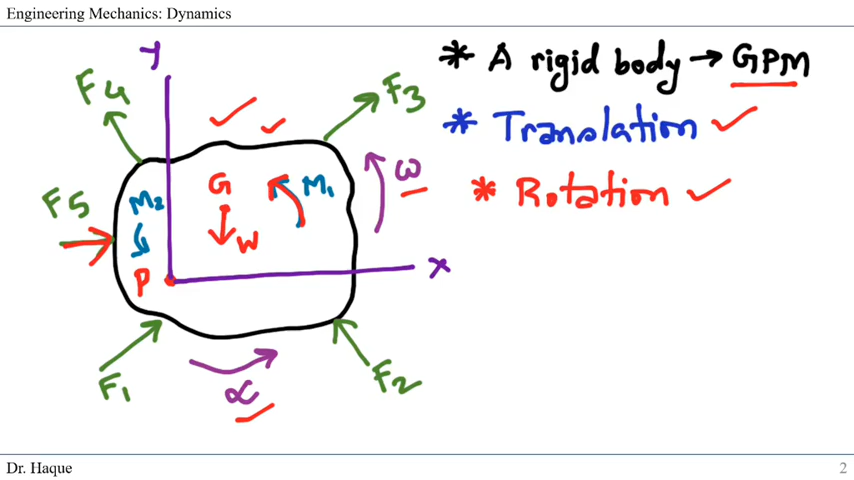 Engineering Mechanics: Dynamics
* A rigid body → GPM
* Translation ✓
* Rotation ✓
Y
F4
F3
G
M1
ω
M2
F5
W
P
X
F1
α
F2
Dr. Haque
2